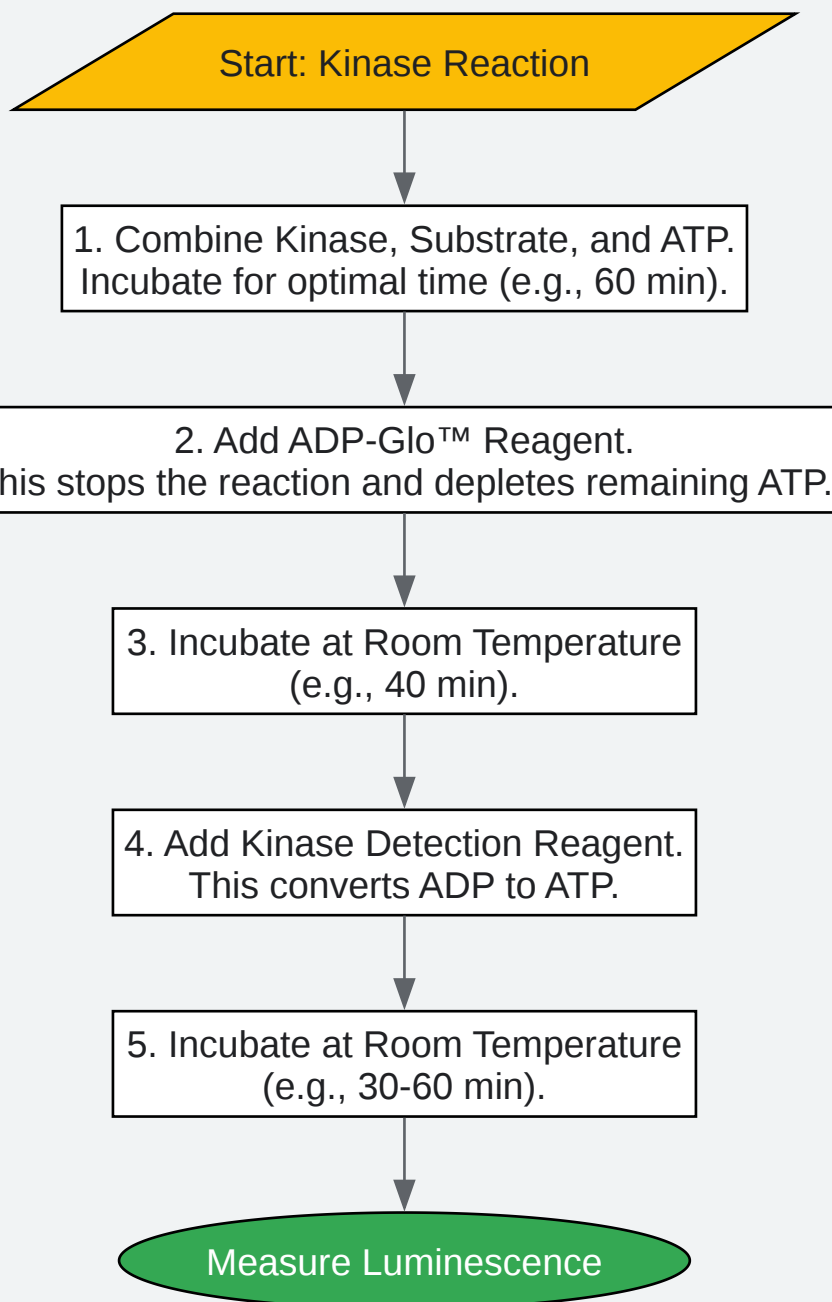 Start: Kinase Reaction
1. Combine Kinase, Substrate, and ATP.
Incubate for optimal time (e.g., 60 min).
2. Add ADP-Glo™ Reagent.
his stops the reaction and depletes remaining ATP.
3. Incubate at Room Temperature
(e.g., 40 min).
4. Add Kinase Detection Reagent.
This converts ADP to ATP.
5. Incubate at Room Temperature
(e.g., 30-60 min).
Measure Luminescence